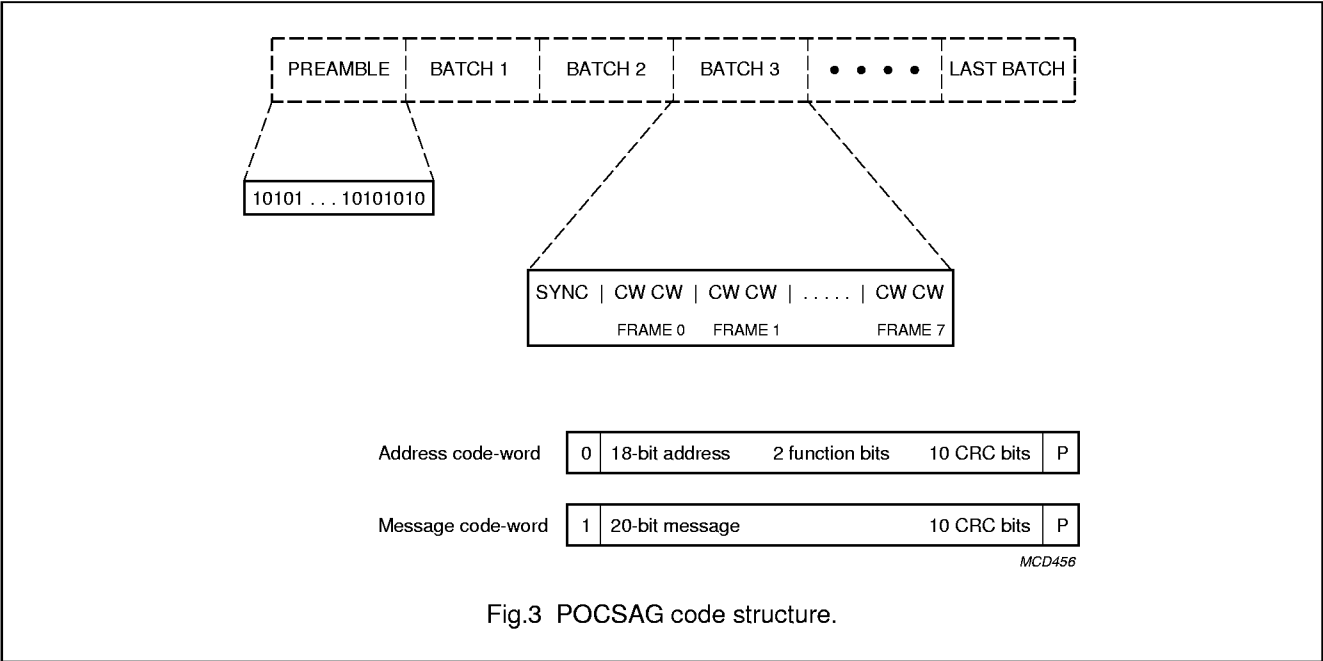 PREAMBLE BATCH 1 BATCH 2 BATCH 3 • • • • LAST BATCH
10101 . . . 10101010
SYNC | CW CW | CW CW | . . . . . | CW CW
FRAME 0 FRAME 1 FRAME 7
Address code-word 0 18-bit address 2 function bits 10 CRC bits P
Message code-word 1 20-bit message 10 CRC bits P
MCD456
Fig.3 POCSAG code structure.